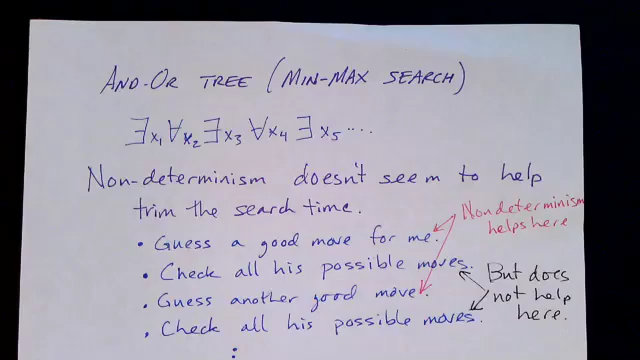 AND-OR TREE (MIN-MAX SEARCH)
∃x₁∀x₂∃x₃∀x₄∃x₅....
Non-determinism doesn't seem to help
trim the search time.
• Guess a good move for me.
• Check all his possible moves.
• Guess another good move.
• Check all his possible moves.
:
Nondeterminism
helps here
But does
not help
here.